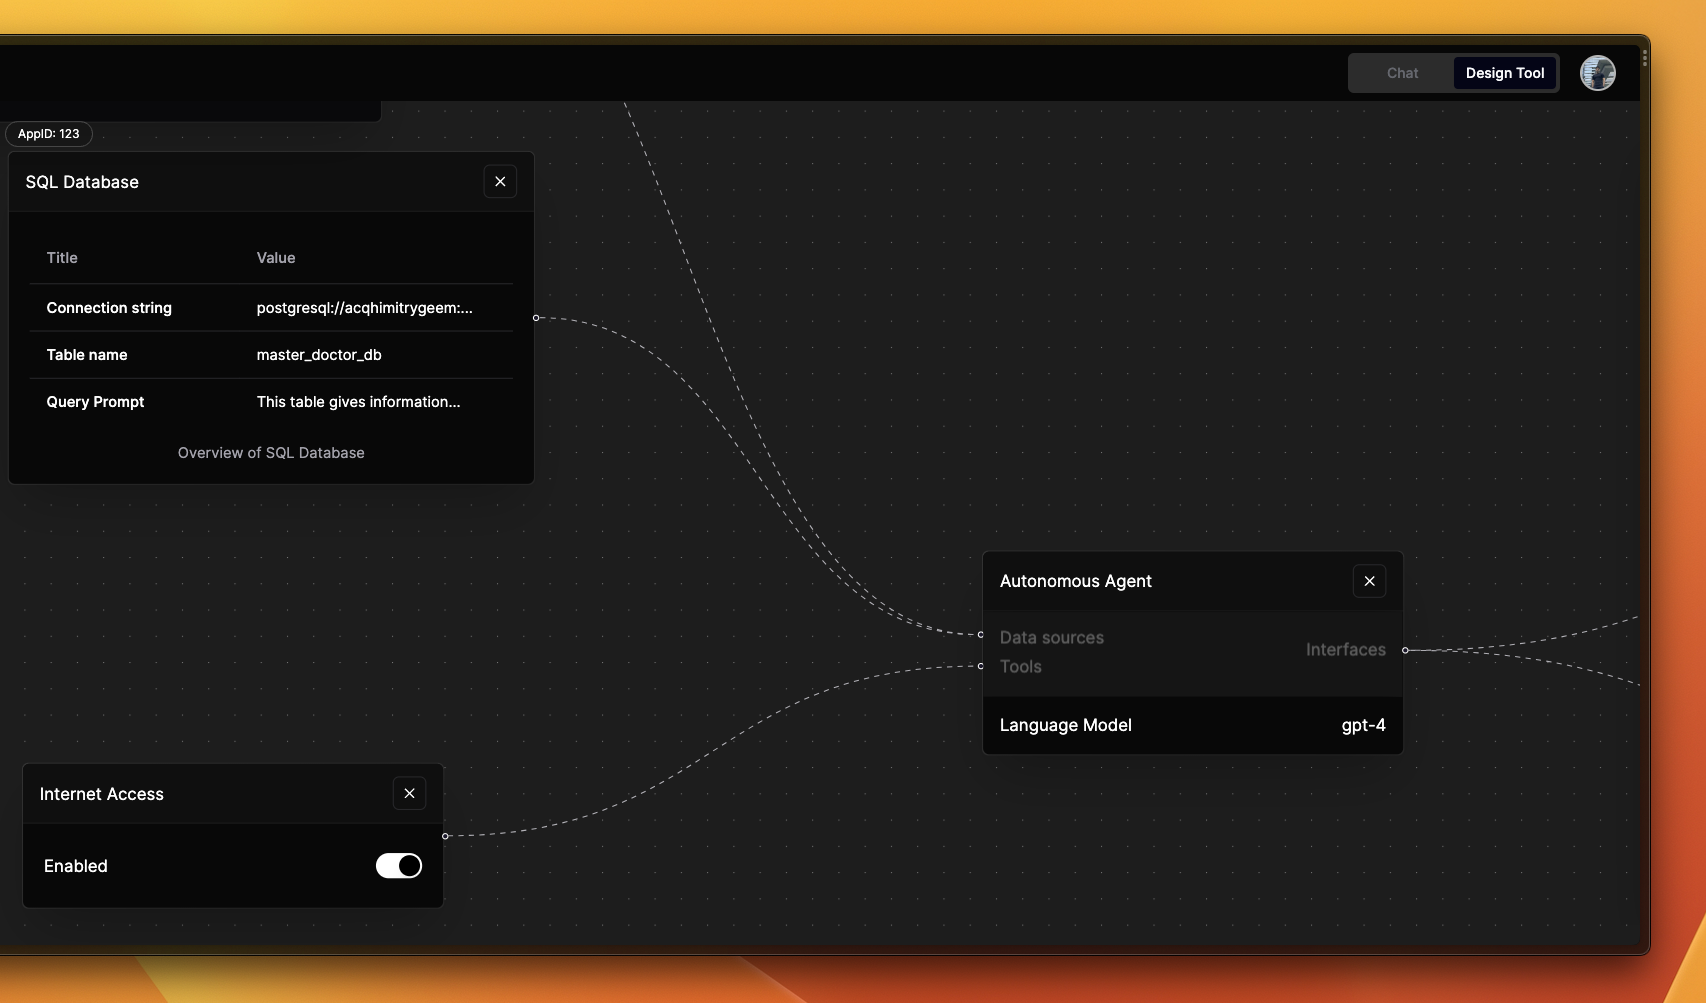 Chat
Design Tool
AppID: 123
SQL Database
Title Value
Connection string postgresql://acqhimitrygeem:...
Table name master_doctor_db
Query Prompt This table gives information...
Overview of SQL Database
Autonomous Agent
Data sources
Interfaces
Tools
Language Model gpt-4
Internet Access
Enabled